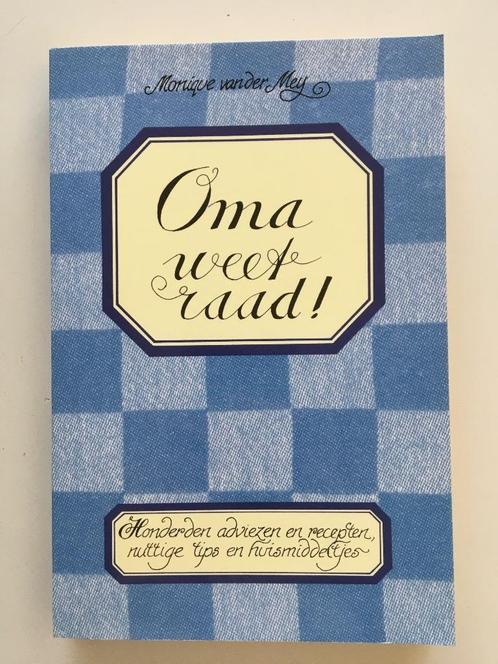 Monique van der Mey
Oma
weet
raad!
Honderden adviezen en recepten,
nuttige tips en huismiddeltjes